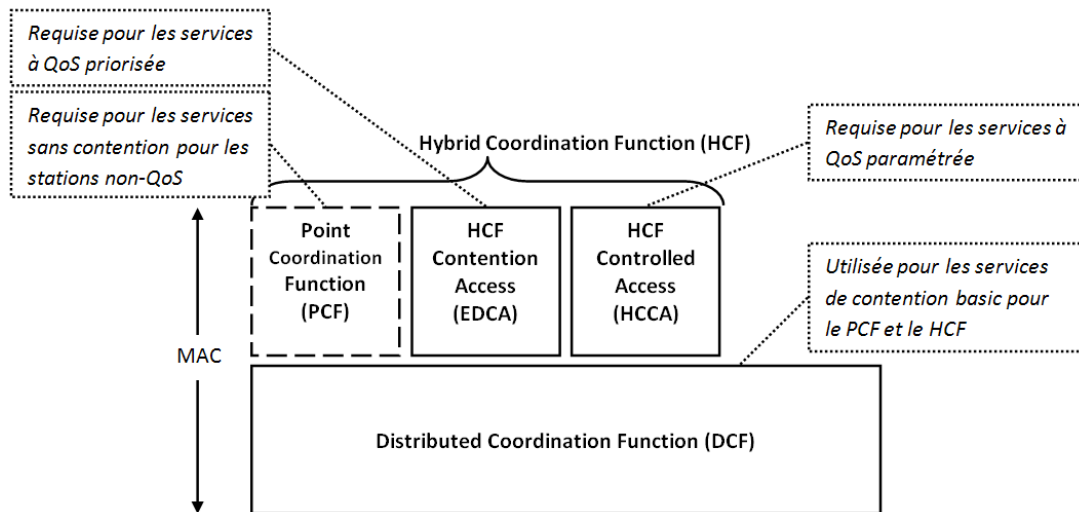 Requise pour les services
à QoS priorisée
Requise pour les services
sans contention pour les
stations non-QoS
Hybrid Coordination Function (HCF)
Requise pour les services à
QoS paramétrée
Point
Coordination
Function
(PCF)
HCF
Contention
Access
(EDCA)
HCF
Controlled
Access
(HCCA)
Utilisée pour les services
de contention basic pour
le PCF et le HCF
MAC
Distributed Coordination Function (DCF)